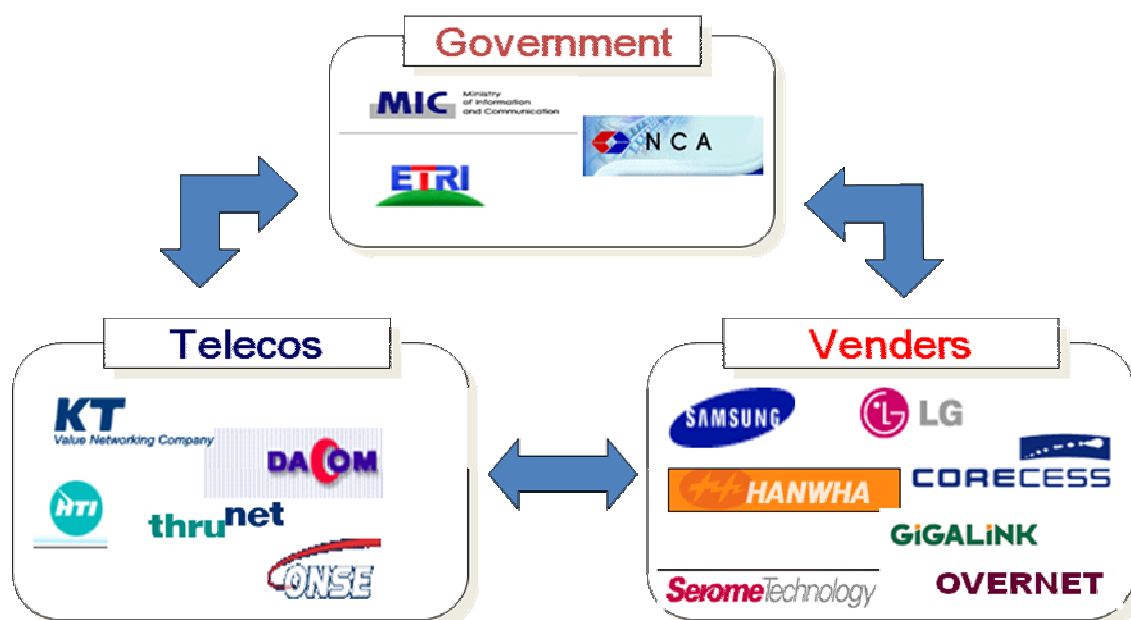 Government
MIC
Ministry
of Information
and Communication
NCA
ETRI
Telecos
KT
Value Networking Company
DACOM
HTI
thrunet
ONSE
Venders
SAMSUNG
LG
CORECESS
HANWHA
GiGALiNK
SeromeTechnology
OVERNET